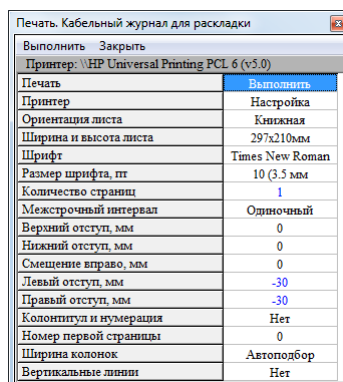 Печать. Кабельный журнал для раскладки
Выполнить Закрыть
Принтер: \\HP Universal Printing PCL 6 (v5.0)
Печать Выполнить
Принтер Настройка
Ориентация листа Книжная
Ширина и высота листа 297x210мм
Шрифт Times New Roman
Размер шрифта, пт 10 (3.5 мм
Количество страниц 1
Межстрочный интервал Одиночный
Верхний отступ, мм 0
Нижний отступ, мм 0
Смещение вправо, мм 0
Левый отступ, мм -30
Правый отступ, мм -30
Колонтитул и нумерация Нет
Номер первой страницы 0
Ширина колонок Автоподбор
Вертикальные линии Нет